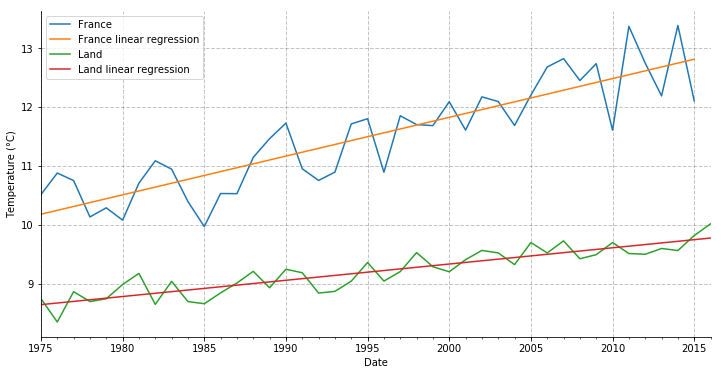 France
France linear regression
Land
Land linear regression
Temperature (°C)
13
12
11
10
9
1975 1980 1985 1990 1995 2000 2005 2010 2015
Date